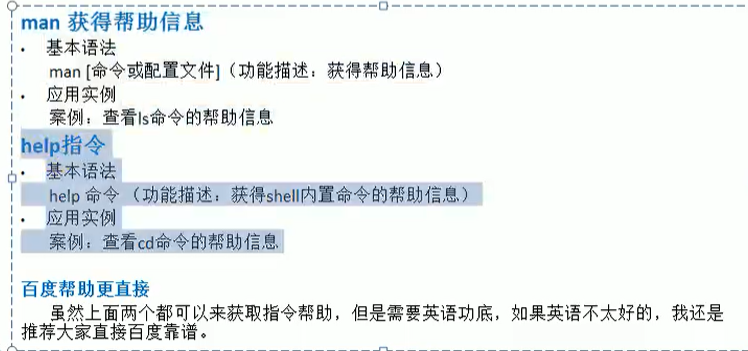 man 获得帮助信息
• 基本语法
man [命令或配置文件]（功能描述：获得帮助信息）
• 应用实例
案例：查看ls命令的帮助信息
help指令
• 基本语法
help 命令 （功能描述：获得shell内置命令的帮助信息）
• 应用实例
案例：查看cd命令的帮助信息
百度帮助更直接
虽然上面两个都可以来获取指令帮助，但是需要英语功底，如果英语不太好的，我还是
推荐大家直接百度靠谱。